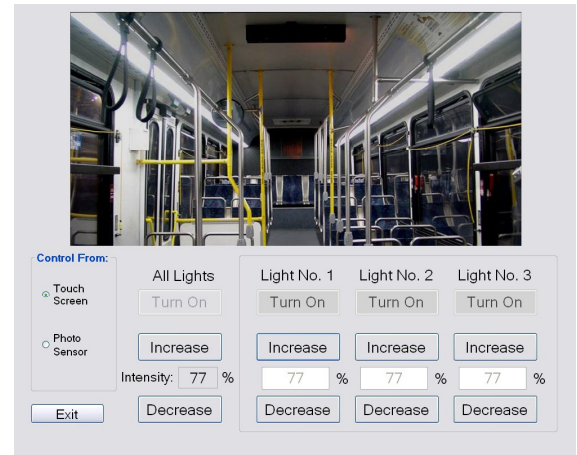 Control From:
Touch
Screen
Photo
Sensor
Exit
All Lights
Turn On
Increase
Intensity: 77 %
Decrease
Light No. 1 Light No. 2 Light No. 3
Turn On Turn On Turn On
Increase Increase Increase
77 % 77 % 77 %
Decrease Decrease Decrease